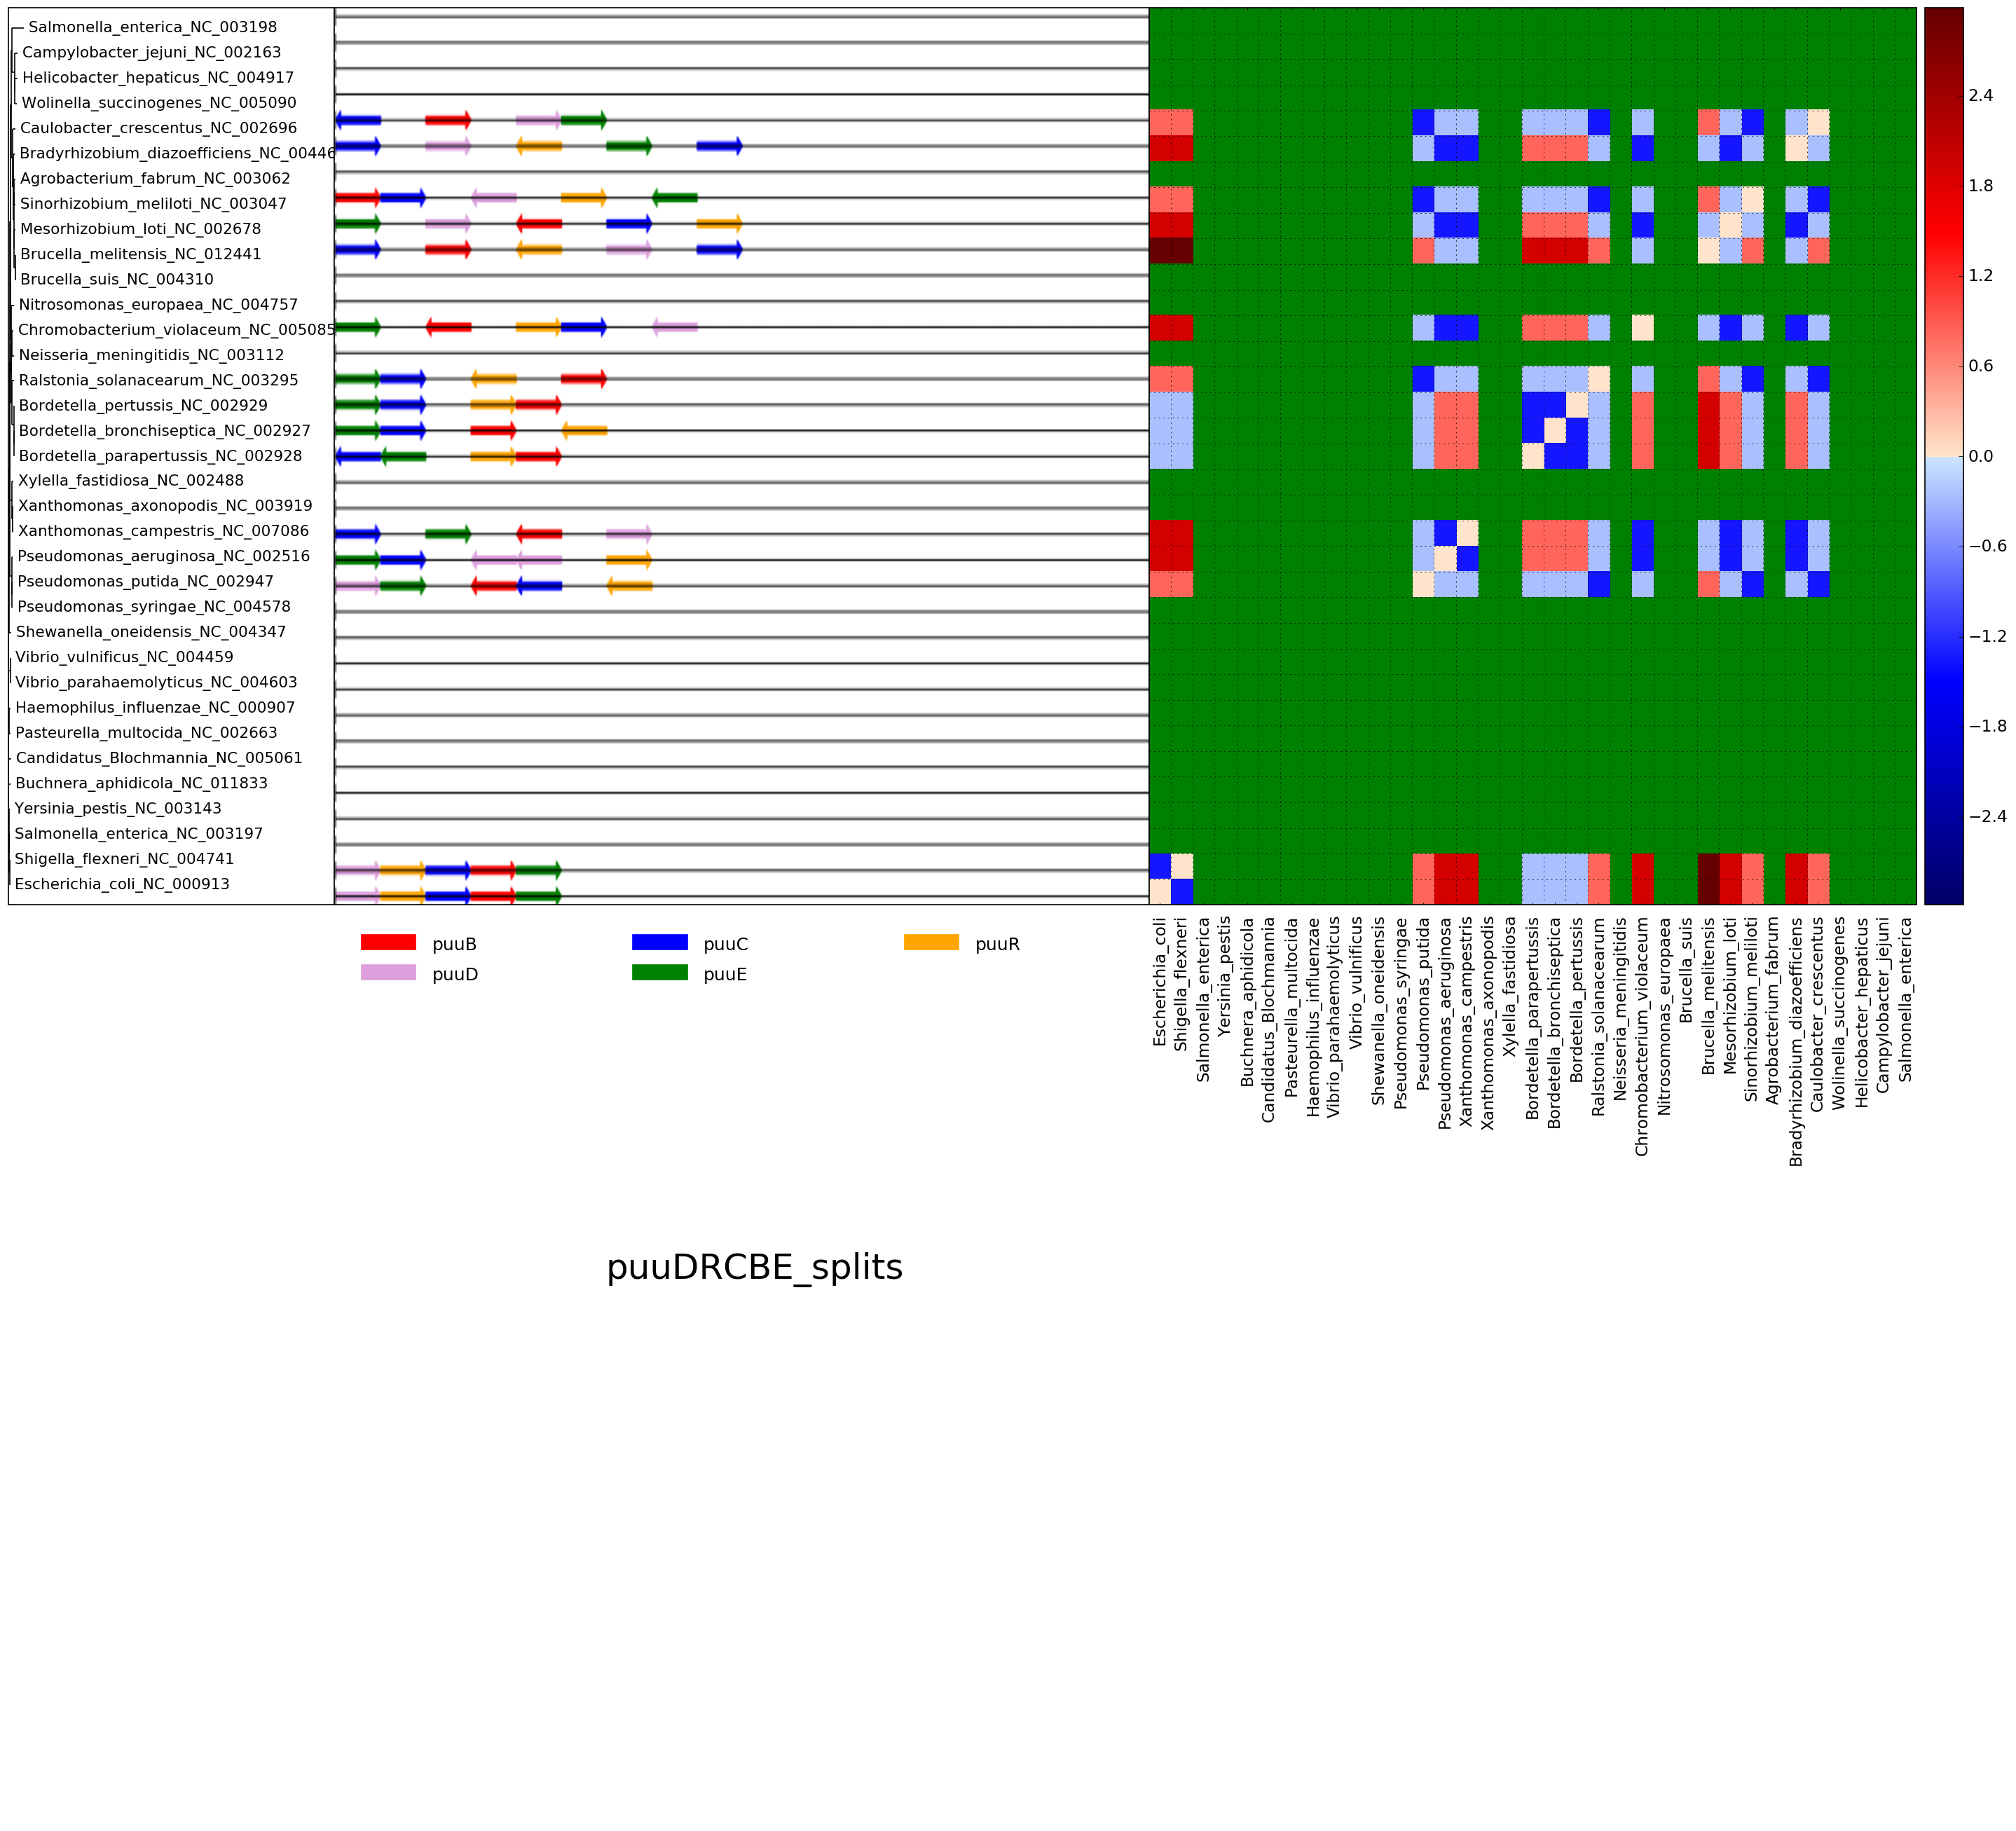 Salmonella_enterica_NC_003198
Campylobacter_jejuni_NC_002163
Helicobacter_hepaticus_NC_004917
Wolinella_succinogenes_NC_005090
Caulobacter_crescentus_NC_002696
Bradyrhizobium_diazoefficiens_NC_00446
Agrobacterium_fabrum_NC_003062
Sinorhizobium_meliloti_NC_003047
Mesorhizobium_loti_NC_002678
Brucella_melitensis_NC_012441
Brucella_suis_NC_004310
Nitrosomonas_europaea_NC_004757
Chromobacterium_violaceum_NC_005085
Neisseria_meningitidis_NC_003112
Ralstonia_solanacearum_NC_003295
Bordetella_pertussis_NC_002929
Bordetella_bronchiseptica_NC_002927
Bordetella_parapertussis_NC_002928
Xylella_fastidiosa_NC_002488
Xanthomonas_axonopodis_NC_003919
Xanthomonas_campestris_NC_007086
Pseudomonas_aeruginosa_NC_002516
Pseudomonas_putida_NC_002947
Pseudomonas_syringae_NC_004578
Shewanella_oneidensis_NC_004347
Vibrio_vulnificus_NC_004459
Vibrio_parahaemolyticus_NC_004603
Haemophilus_influenzae_NC_000907
Pasteurella_multocida_NC_002663
Candidatus_Blochmannia_NC_005061
Buchnera_aphidicola_NC_011833
Yersinia_pestis_NC_003143
Salmonella_enterica_NC_003197
Shigella_flexneri_NC_004741
Escherichia_coli_NC_000913
2.4
1.8
1.2
0.6
0.0
−0.6
−1.2
−1.8
−2.4
puuB
puuC
puuR
puuD
puuE
Escherichia_coli
Shigella_flexneri
Salmonella_enterica
Yersinia_pestis
Buchnera_aphidicola
Candidatus_Blochmannia
Pasteurella_multocida
Haemophilus_influenzae
Vibrio_parahaemolyticus
Vibrio_vulnificus
Shewanella_oneidensis
Pseudomonas_syringae
Pseudomonas_putida
Pseudomonas_aeruginosa
Xanthomonas_campestris
Xanthomonas_axonopodis
Xylella_fastidiosa
Bordetella_parapertussis
Bordetella_bronchiseptica
Bordetella_pertussis
Ralstonia_solanacearum
Neisseria_meningitidis
Chromobacterium_violaceum
Nitrosomonas_europaea
Brucella_suis
Brucella_melitensis
Mesorhizobium_loti
Sinorhizobium_meliloti
Agrobacterium_fabrum
Bradyrhizobium_diazoefficiens
Caulobacter_crescentus
Wolinella_succinogenes
Helicobacter_hepaticus
Campylobacter_jejuni
Salmonella_enterica
puuDRCBE_splits